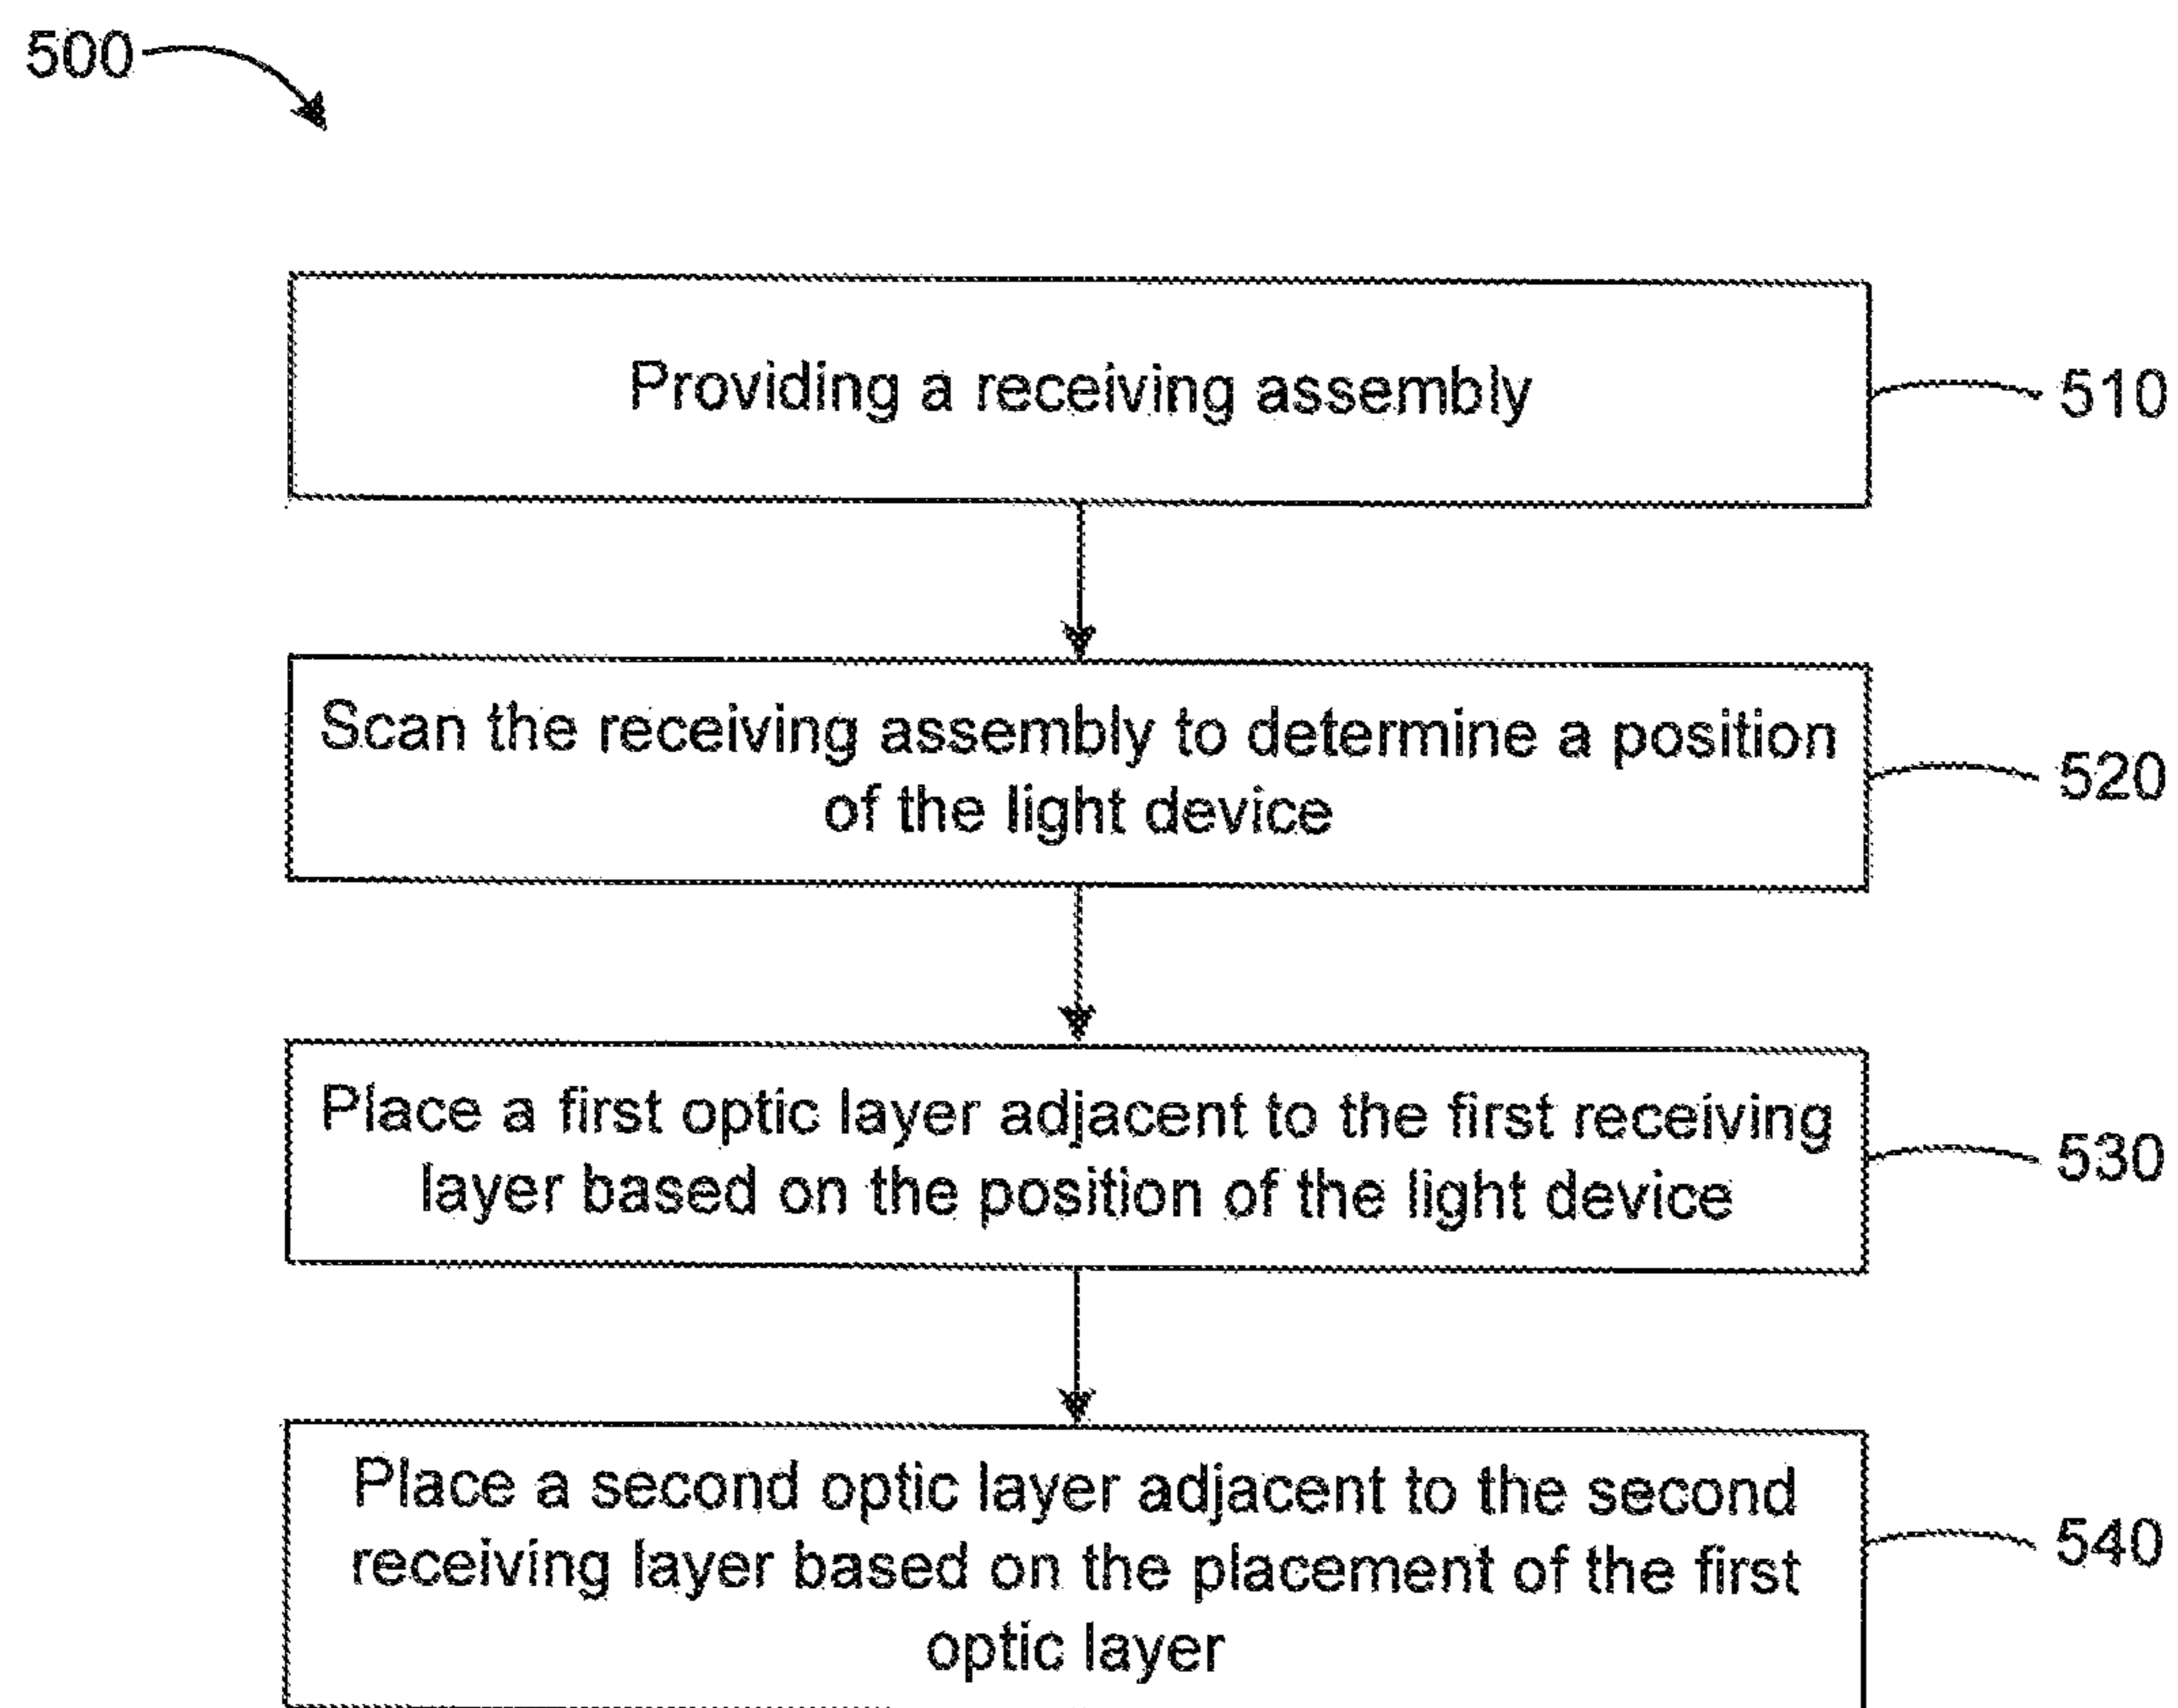 500
Providing a receiving assembly
510
Scan the receiving assembly to determine a position
of the light device
520
Place a first optic layer adjacent to the first receiving
layer based on the position of the light device
530
Place a second optic layer adjacent to the second
receiving layer based on the placement of the first
optic layer
540